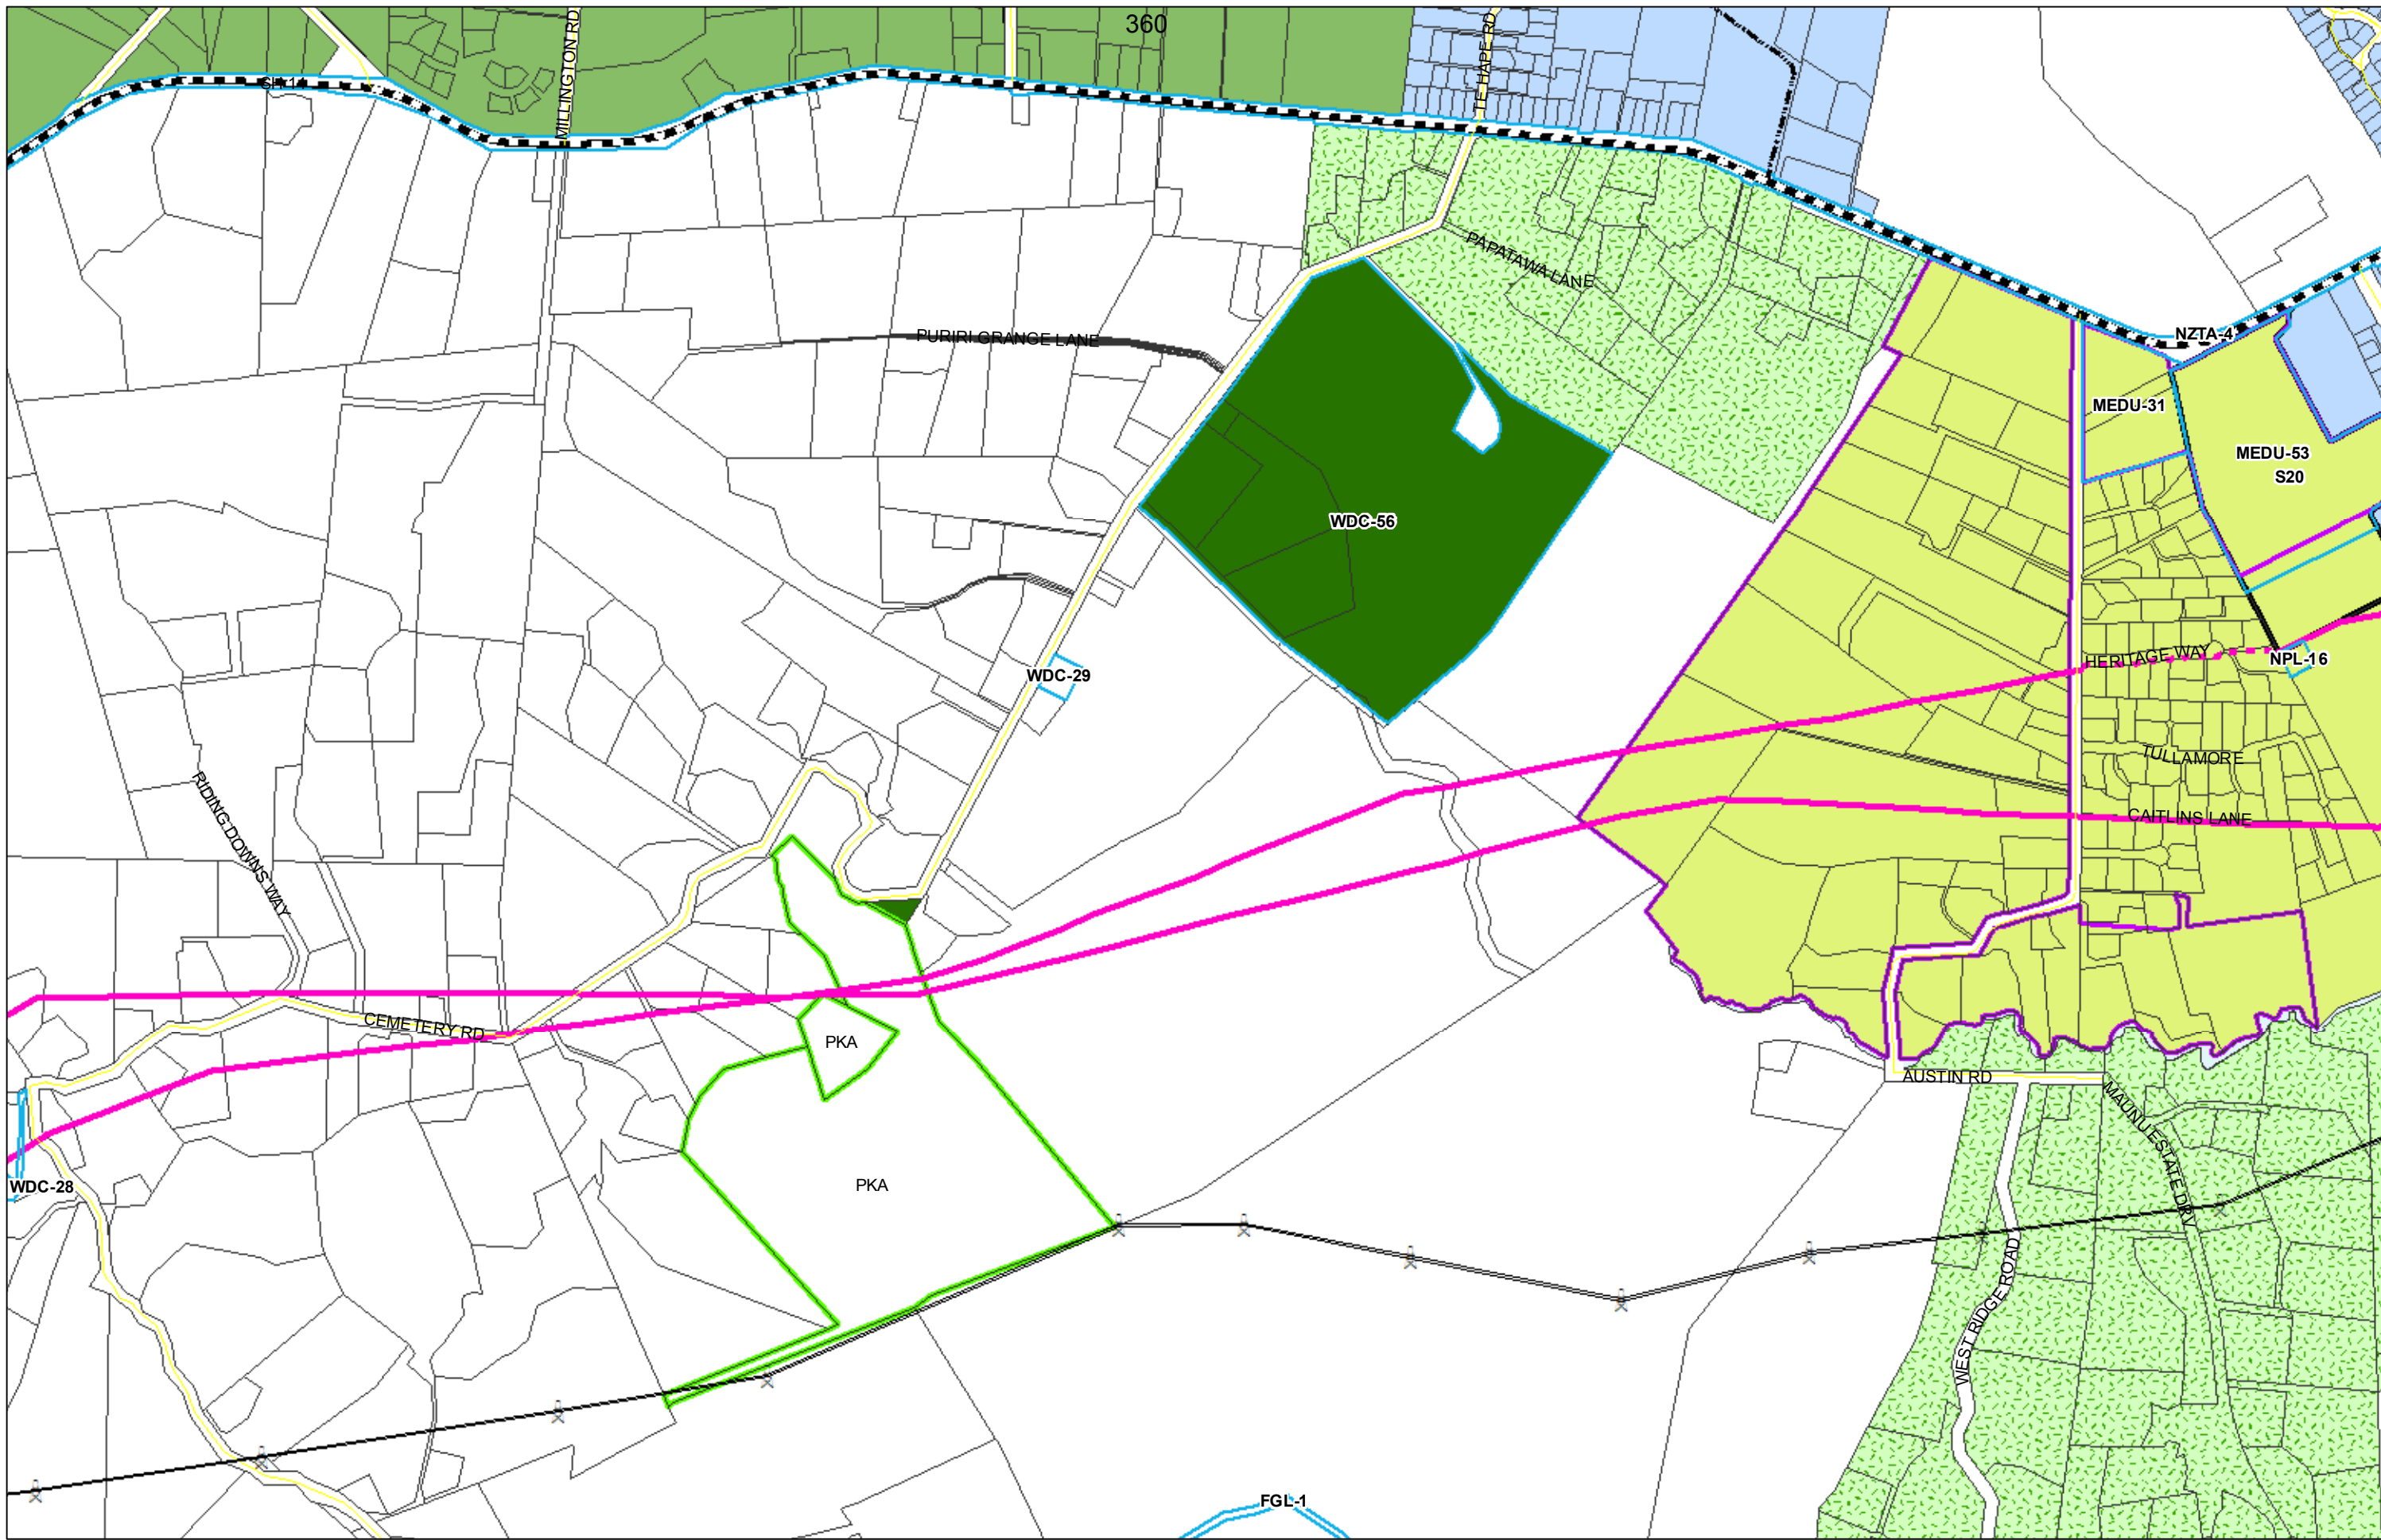 360
MILLINGTON RD
TE HAPE RD
PAPATAWA LANE
PURIRI GRANGE LANE
NZTA-4
MEDU-31
MEDU-53
S20
WDC-56
WDC-29
HERITAGE WAY
NPL-16
TULLAMORE
CAITLINS LANE
RIDING DOWNS WAY
CEMETERY RD
PKA
AUSTIN RD
MAUNU ESTATE DRV
WDC-28
PKA
WEST RIDGE ROAD
FGL-1